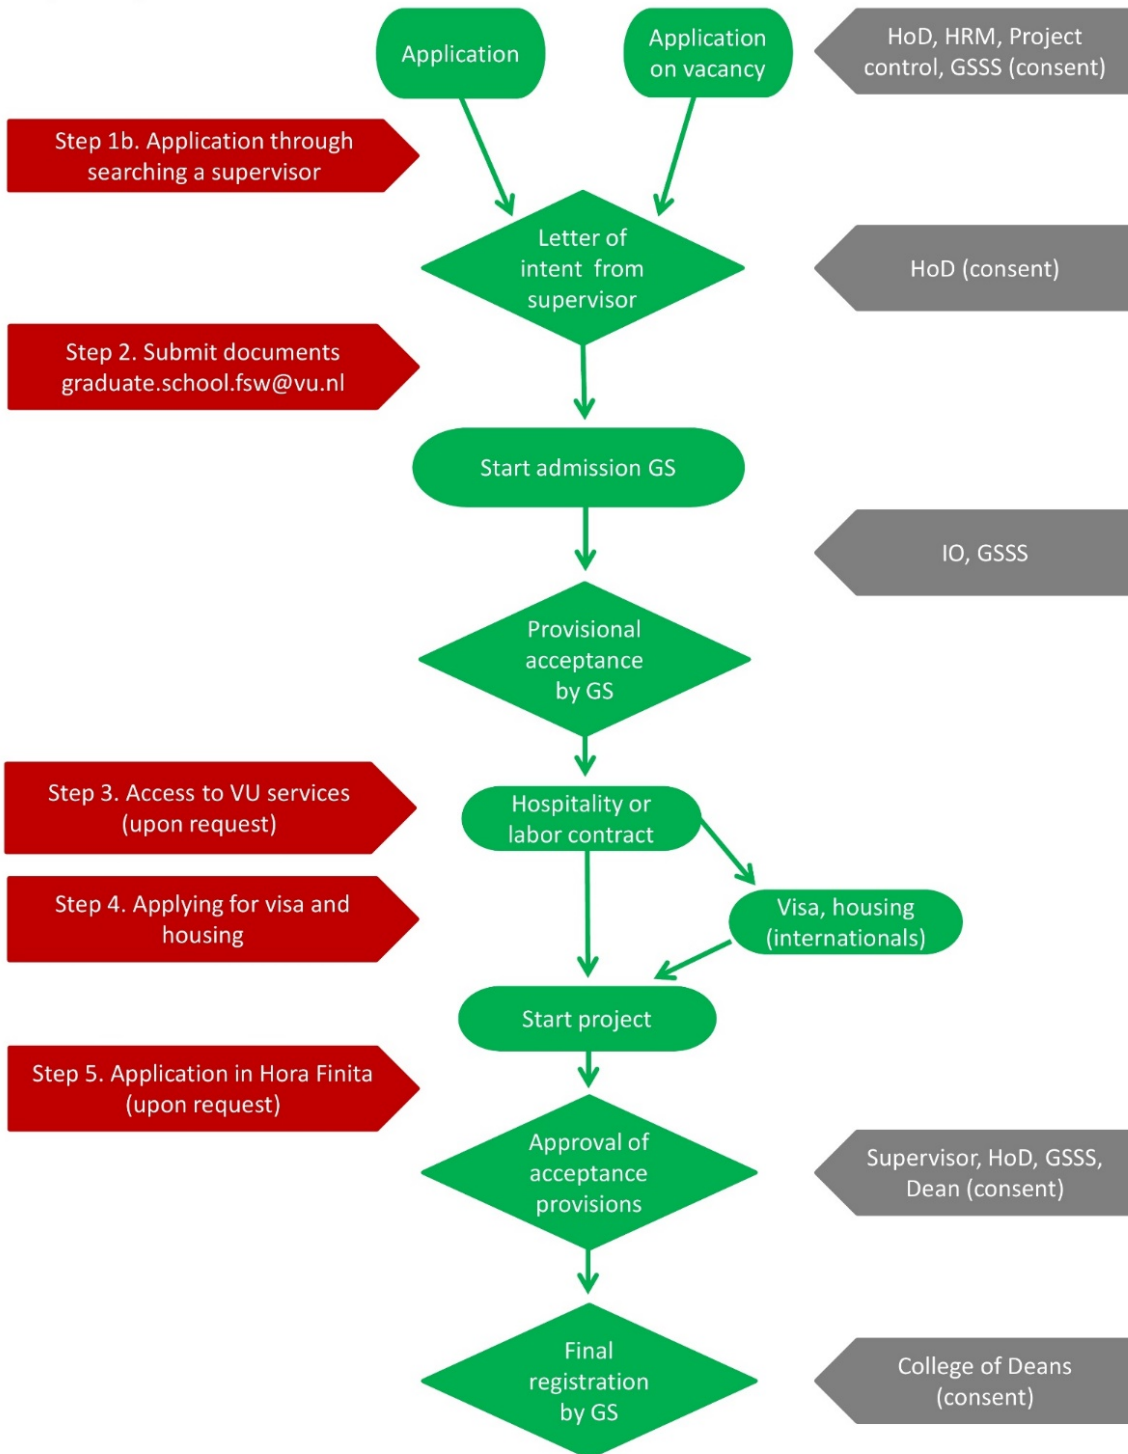 Application
Application
on vacancy
HoD, HRM, Project
control, GSSS (consent)
Step 1b. Application through
searching a supervisor
Letter of
intent from
supervisor
HoD (consent)
Step 2. Submit documents
graduate.school.fsw@vu.nl
Start admission GS
IO, GSSS
Provisional
acceptance
by GS
Step 3. Access to VU services
(upon request)
Hospitality or
labor contract
Step 4. Applying for visa and
housing
Visa, housing
(internationals)
Start project
Step 5. Application in Hora Finita
(upon request)
Approval of
acceptance
provisions
Supervisor, HoD, GSSS,
Dean (consent)
Final
registration
by GS
College of Deans
(consent)